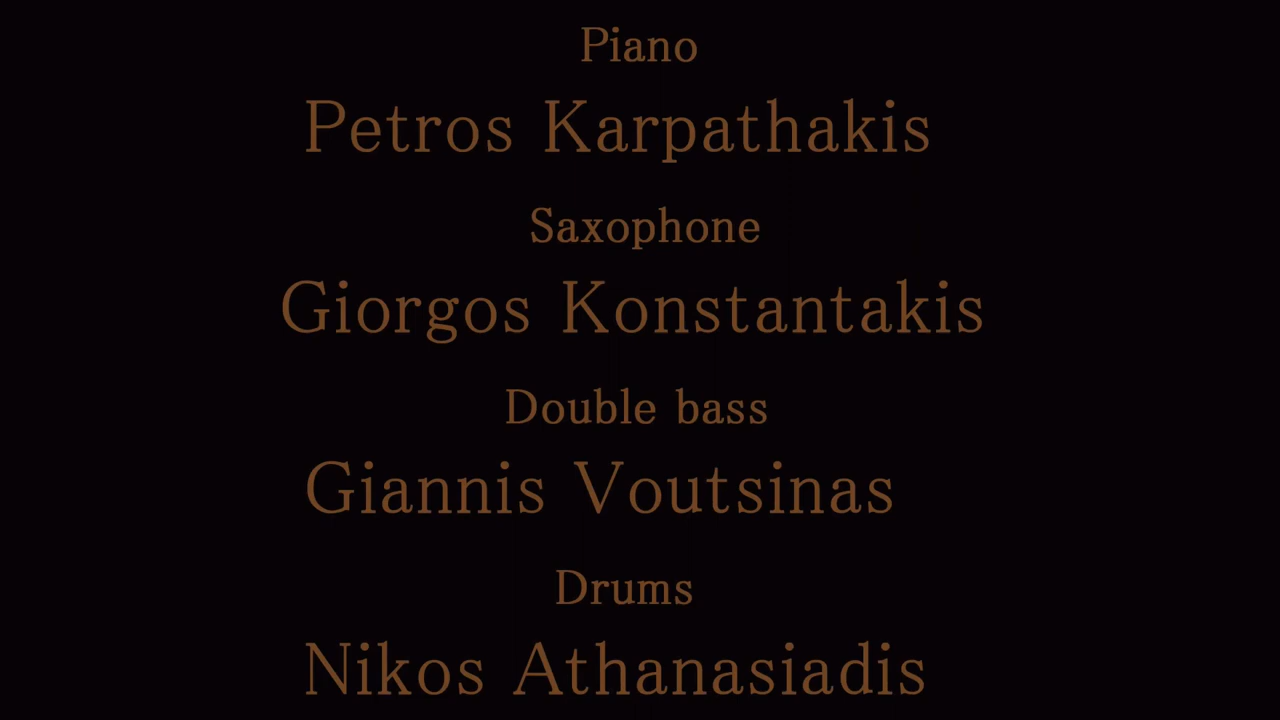 Piano
Petros Karpathakis
Saxophone
Giorgos Konstantakis
Double bass
Giannis Voutsinas
Drums
Nikos Athanasiadis